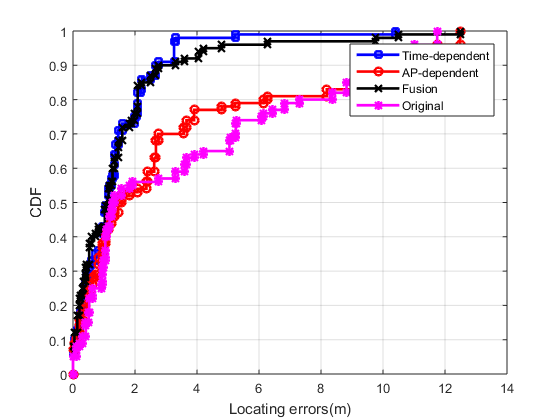 1
0.9
0.8
0.7
0.6
0.5
0.4
0.3
0.2
0.1
0
CDF
Time-dependent
AP-dependent
Fusion
Original
0 2 4 6 8 10 12 14
Locating errors(m)